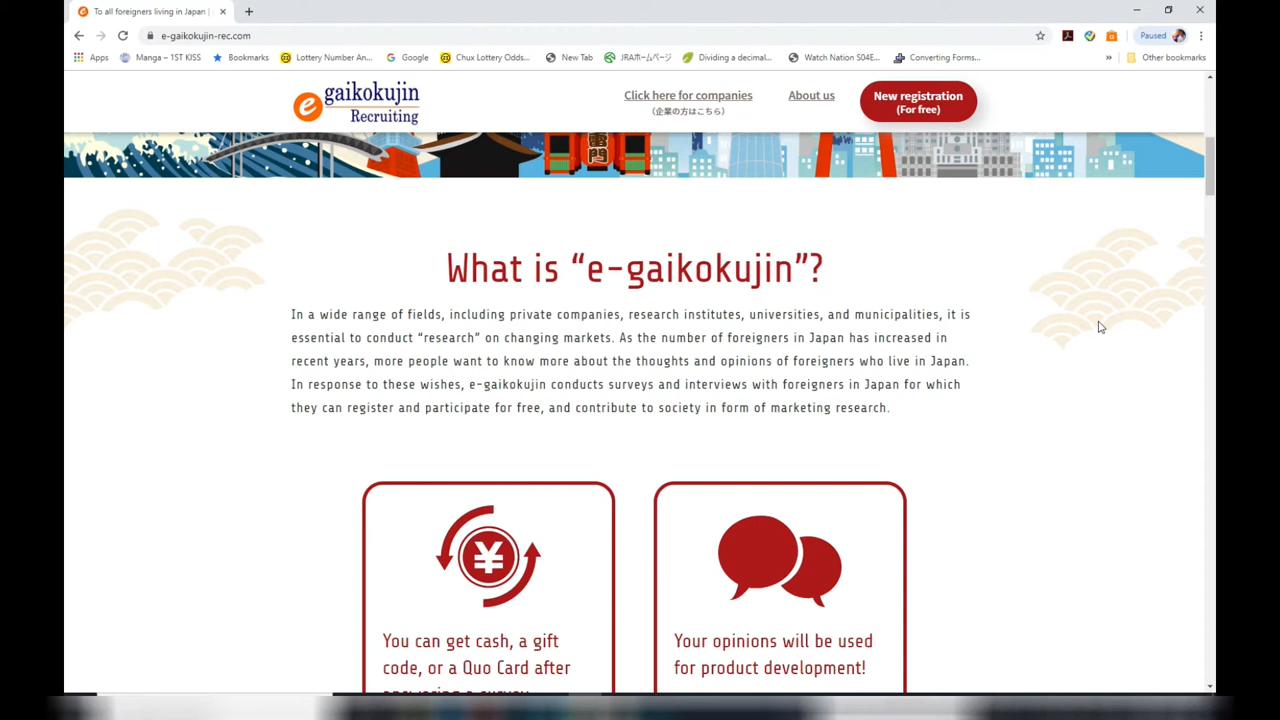 To all foreigners living in Japan |
e-gaikokujin-rec.com
Paused
Apps
Manga – 1ST KISS
Bookmarks
Lottery Number An...
Google
Chux Lottery Odds...
New Tab
JRAホームページ
Dividing a decimal...
Watch Nation S04E...
Converting Forms...
»
Other bookmarks
e gaikokujin
Recruiting
Click here for companies
(企業の方はこちら)
About us
New registration
(For free)
雷門
What is “e-gaikokujin”?
In a wide range of fields, including private companies, research institutes, universities, and municipalities, it is
essential to conduct “research” on changing markets. As the number of foreigners in Japan has increased in
recent years, more people want to know more about the thoughts and opinions of foreigners who live in Japan.
In response to these wishes, e-gaikokujin conducts surveys and interviews with foreigners in Japan for which
they can register and participate for free, and contribute to society in form of marketing research.
¥
You can get cash, a gift
code, or a Quo Card after
Your opinions will be used
for product development!